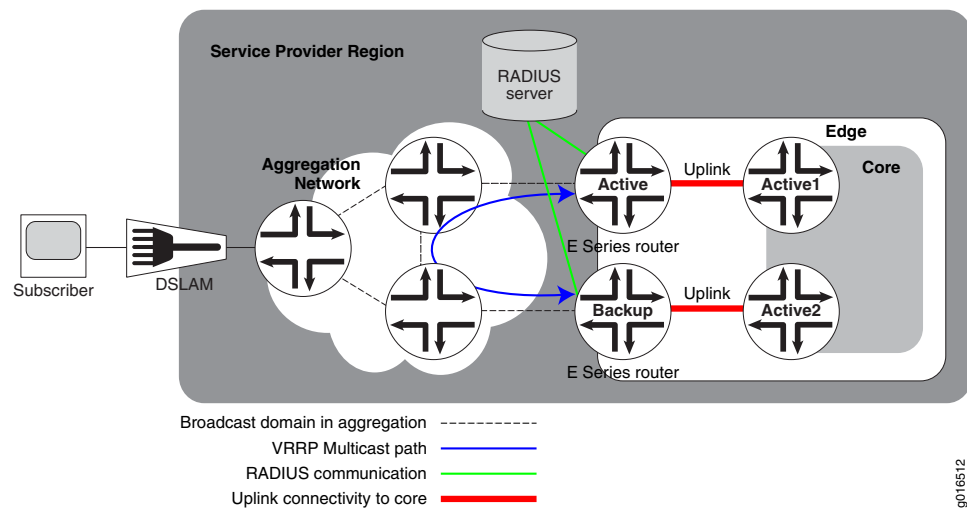 Service Provider Region
RADIUS
server
Edge
Aggregation
Network
Core
Active
Uplink
Active1
E Series router
Subscriber
DSLAM
Backup
Uplink
Active2
E Series router
Broadcast domain in aggregation
VRRP Multicast path
RADIUS communication
Uplink connectivity to core
g016512